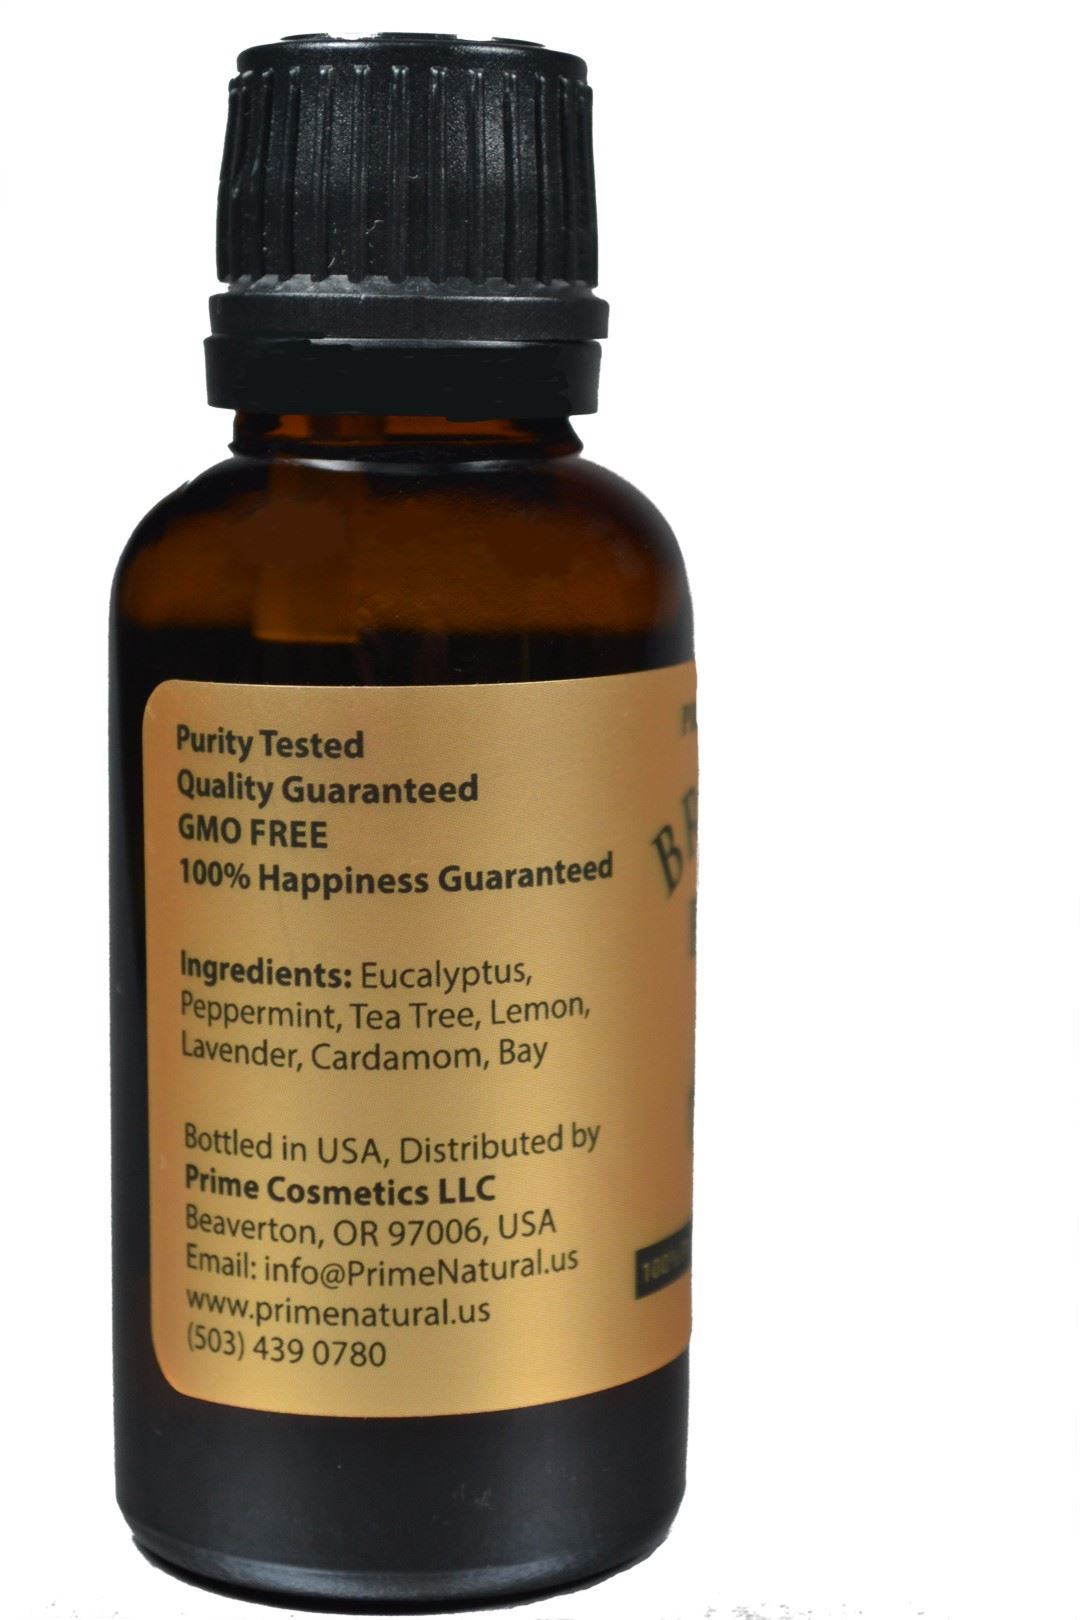 Purity Tested
Quality Guaranteed
GMO FREE
100% Happiness Guaranteed
Ingredients: Eucalyptus,
Peppermint, Tea Tree, Lemon,
Lavender, Cardamom, Bay
Bottled in USA, Distributed by
Prime Cosmetics LLC
Beaverton, OR 97006, USA
Email: info@PrimeNatural.us
www.primenatural.us
(503) 439 0780